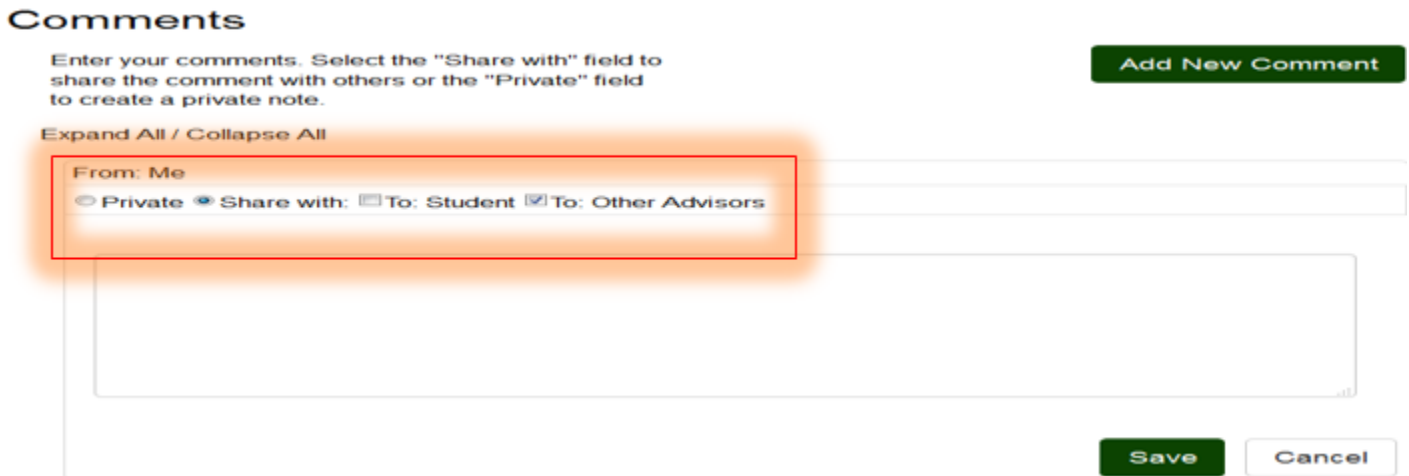 Comments
Enter your comments. Select the "Share with" field to
share the comment with others or the "Private" field
to create a private note.
Add New Comment
Expand All / Collapse All
From: Me
Private Share with: To: Student To: Other Advisors
Save Cancel